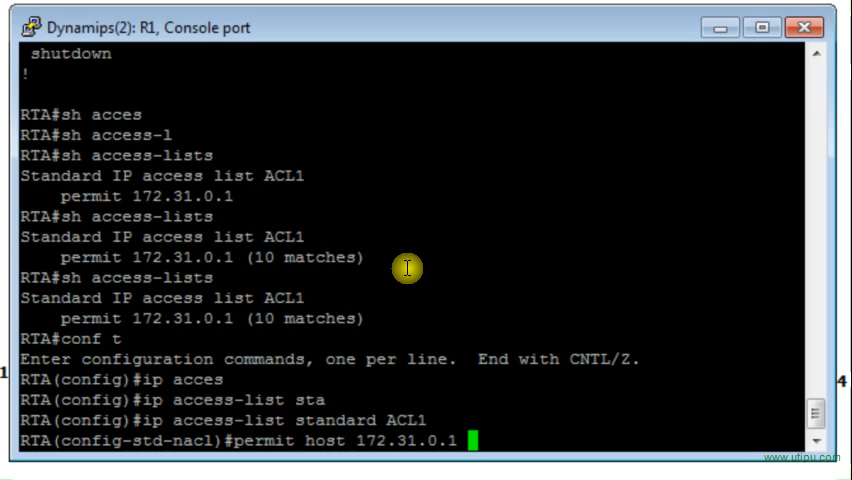 Dynamips(2): R1, Console port
shutdown
!
RTA#sh acces
RTA#sh access-l
RTA#sh access-lists
Standard IP access list ACL1
permit 172.31.0.1
RTA#sh access-lists
Standard IP access list ACL1
permit 172.31.0.1 (10 matches)
RTA#sh access-lists
Standard IP access list ACL1
permit 172.31.0.1 (10 matches)
RTA#conf t
Enter configuration commands, one per line.  End with CNTL/Z.
1
4
RTA(config)#ip acces
RTA(config)#ip access-list sta
RTA(config)#ip access-list standard ACL1
RTA(config-std-nacl)#permit host 172.31.0.1
www.utipu.com